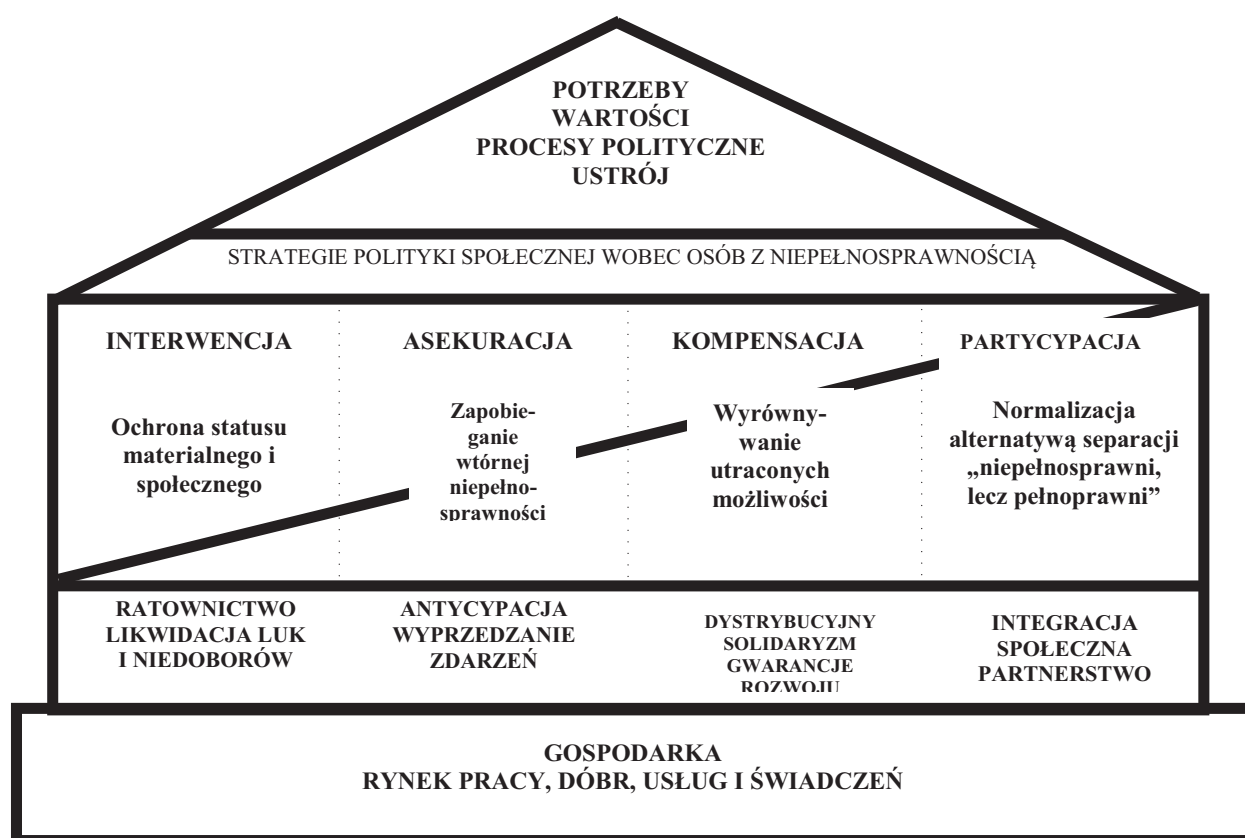 POTRZEBY
WARTOŚCI
PROCESY POLITYCZNE
USTRÓJ
STRATEGIE POLITYKI SPOŁECZNEJ WOBEC OSÓB Z NIEPEŁNOSPRAWNOŚCIĄ
INTERWENCJA
Ochrona statusu
materialnego i
społecznego
ASEKURACJA
Zapobie-
ganie
wtórnej
niepełno-
sprawności
KOMPENSACJA
Wyrówny-
wanie
utraconych
możliwości
PARTYCYPACJA
Normalizacja
alternatywą separacji
„niepełnosprawni,
lecz pełnoprawni”
RATOWNICTWO
LIKWIDACJA LUK
I NIEDOBORÓW
ANTYCYPACJA
WYPRZEDZANIE
ZDARZEŃ
DYSTRYBUCYJNY
SOLIDARYZM
GWARANCJE
ROZWOJU
INTEGRACJA
SPOŁECZNA
PARTNERSTWO
GOSPODARKA
RYNEK PRACY, DÓBR, USŁUG I ŚWIADCZEŃ